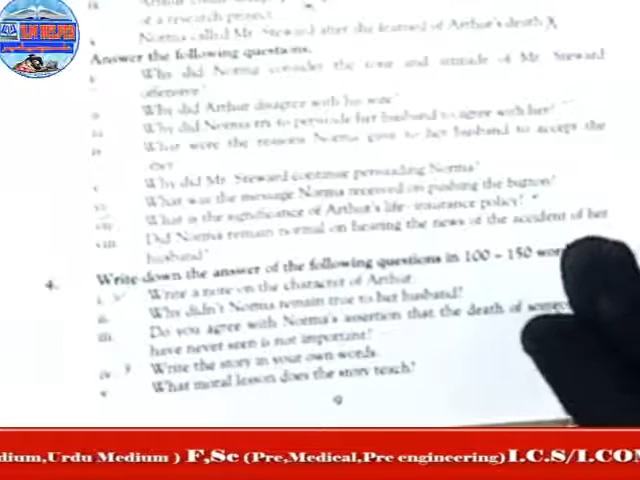 of a research project.
Norma called Mr. Steward after she learned of Arthur's death
Answer the following questions.
Why did Norma consider the tone and attitude of Mr. Steward
offensive?
Why did Arthur disagree with his wife?
Why did Norma try to persuade her husband to agree with her?
What were the reasons Norma gave to her husband to accept the
Why did Mr. Steward continue persuading Norma?
What was the message Norma received on pushing the button?
What is the significance of Arthur's life-insurance policy?
viii. Did Norma remain normal on hearing the news of the accident of her
husband?
4. Write down the answer of the following questions in 100 – 150
i. Write a note on the character of Arthur.
ii. Why didn't Norma remain true to her husband?
iii. Do you agree with Norma's assertion that the death of
have never seen is not important?
iv. Write the story in your own words.
v. What moral lesson does the story teach?
9
ILM HELPER
dium,Urdu Medium ) F,Sc (Pre,Medical,Pre engineering)I.C.S/I.COM